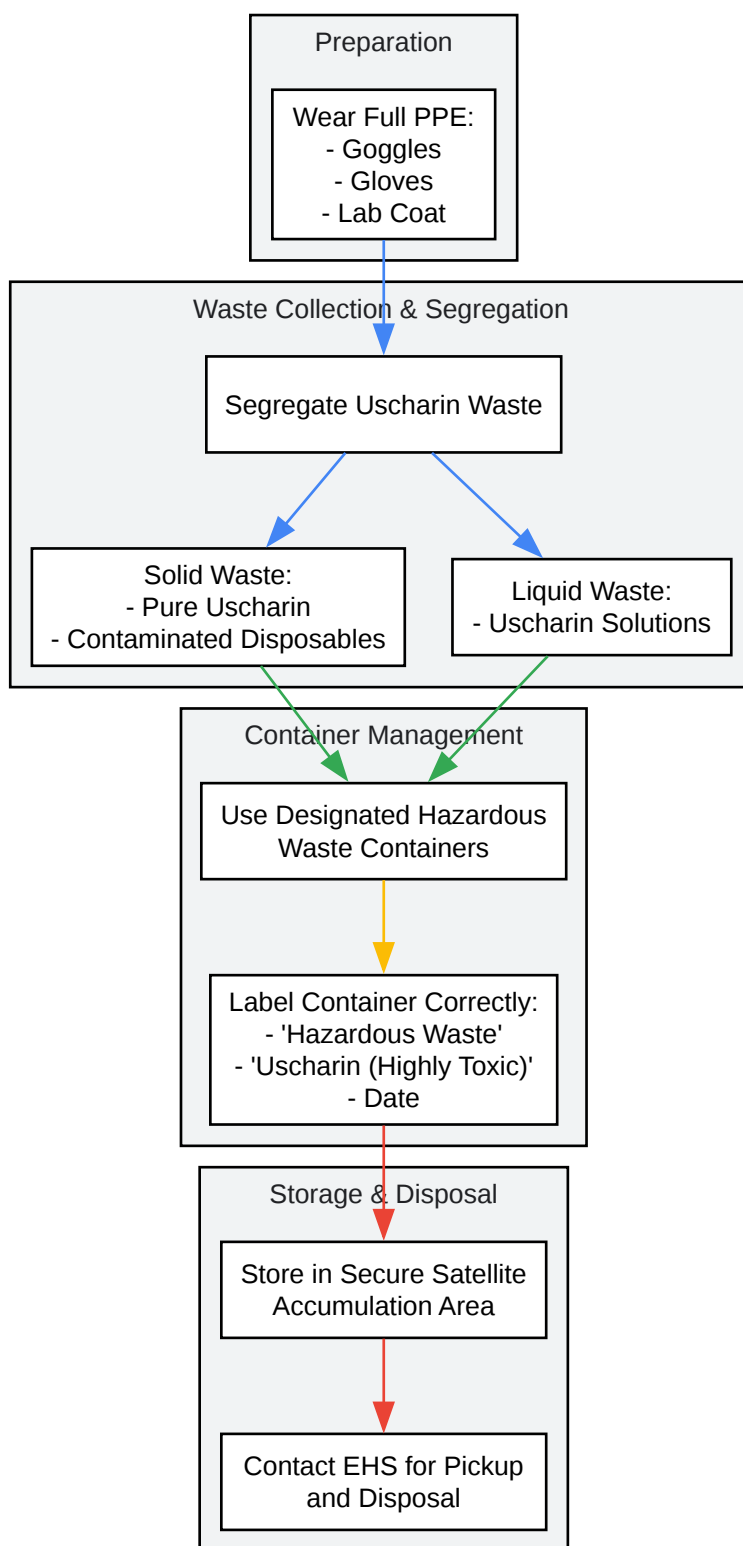 Preparation
Wear Full PPE:
- Goggles
- Gloves
- Lab Coat
Waste Collection & Segregation
Segregate Uscharin Waste
Solid Waste:
- Pure Uscharin
- Contaminated Disposables
Liquid Waste:
- Uscharin Solutions
Container Management
Use Designated Hazardous
Waste Containers
Label Container Correctly:
- 'Hazardous Waste'
- 'Uscharin (Highly Toxic)'
- Date
Storage & Disposal
Store in Secure Satellite
Accumulation Area
Contact EHS for Pickup
and Disposal